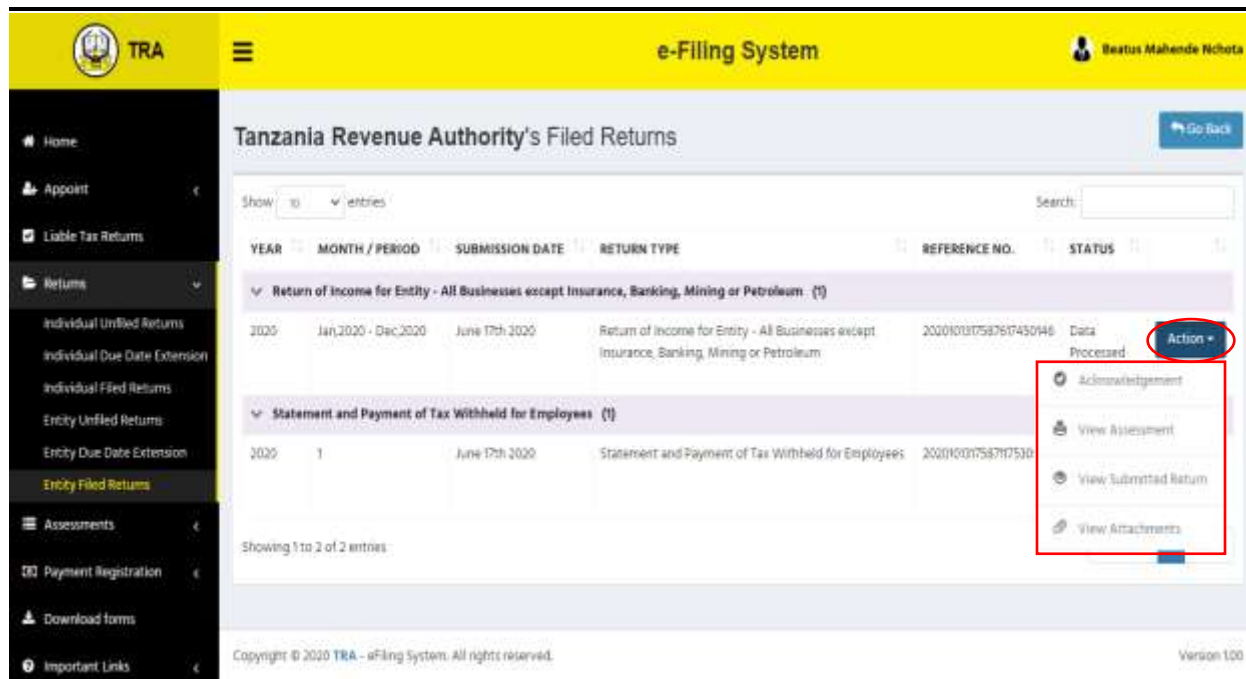 TRA
e-Filing System
Beatus Mahende Nchota
Home
Appoint
Liable Tax Returns
Returns
Individual Unfiled Returns
Individual Due Date Extension
Individual Filed Returns
Entity Unfiled Returns
Entity Due Date Extension
Entity Filed Returns
Assessments
Payment Registration
Download forms
Important Links
Tanzania Revenue Authority's Filed Returns
Go Back
Show 10 entries
Search:
YEAR MONTH / PERIOD SUBMISSION DATE RETURN TYPE REFERENCE NO. STATUS
Return of Income for Entity - All Businesses except Insurance, Banking, Mining or Petroleum (1)
2020 Jan,2020 - Dec,2020 June 17th 2020 Return of Income for Entity - All Businesses except Data Action
Insurance, Banking, Mining or Petroleum Processed
Acknowledgement
Statement and Payment of Tax Withheld for Employees (1)
View Assessment
2020 1 June 17th 2020 Statement and Payment of Tax Withheld for Employees
View Submitted Return
View Attachments
Showing 1 to 2 of 2 entries
Copyright © 2020 TRA - eFiling System. All rights reserved.
Version 1.00